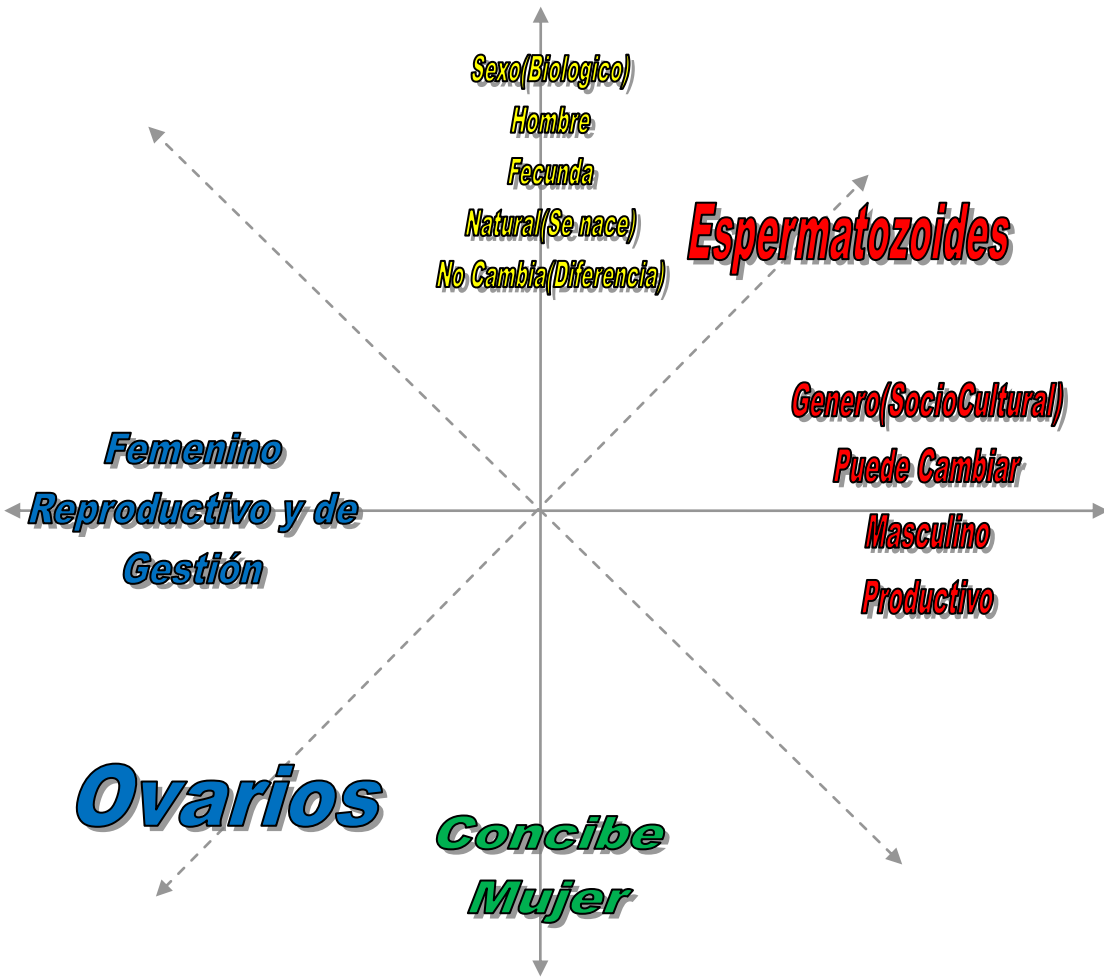 Sexo(Biologico)
Hombre
Fecunda
Natural(Se nace)
No Cambia(Diferencia)
Espermatozoides
Genero(SocioCultural)
Puede Cambiar
Masculino
Productivo
Femenino
Reproductivo y de
Gestión
Ovarios
Concibe
Mujer